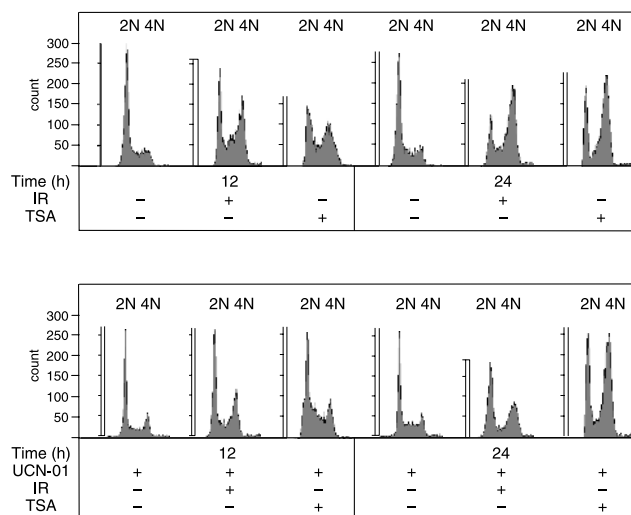 2N 4N 2N 4N 2N 4N 2N 4N 2N 4N 2N 4N
300
250
200
150
100
50
count
Time (h) 12 24
IR – + – – + –
TSA – – + – – +
2N 4N 2N 4N 2N 4N 2N 4N 2N 4N 2N 4N
300
250
200
150
100
50
count
Time (h) 12 24
UCN-01 + + + + + +
IR – + – – + –
TSA – – + – – +